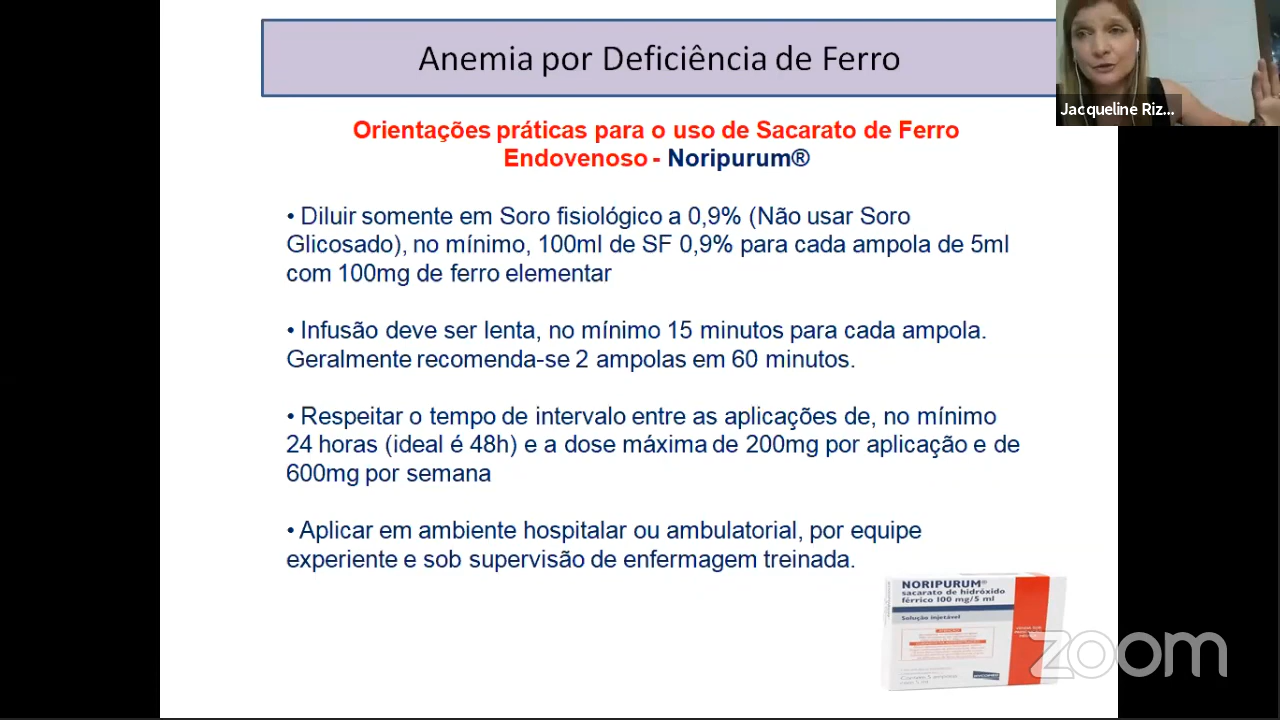 Anemia por Deficiência de Ferro
Jacqueline Riz...
Orientações práticas para o uso de Sacarato de Ferro
Endovenoso - Noripurum®
• Diluir somente em Soro fisiológico a 0,9% (Não usar Soro
Glicosado), no mínimo, 100ml de SF 0,9% para cada ampola de 5ml
com 100mg de ferro elementar
• Infusão deve ser lenta, no mínimo 15 minutos para cada ampola.
Geralmente recomenda-se 2 ampolas em 60 minutos.
• Respeitar o tempo de intervalo entre as aplicações de, no mínimo
24 horas (ideal é 48h) e a dose máxima de 200mg por aplicação e de
600mg por semana
• Aplicar em ambiente hospitalar ou ambulatorial, por equipe
experiente e sob supervisão de enfermagem treinada.
NORIPURUM®
sacarato de hidróxido
férrico 100 mg/5 ml
Solução injetável
zoom